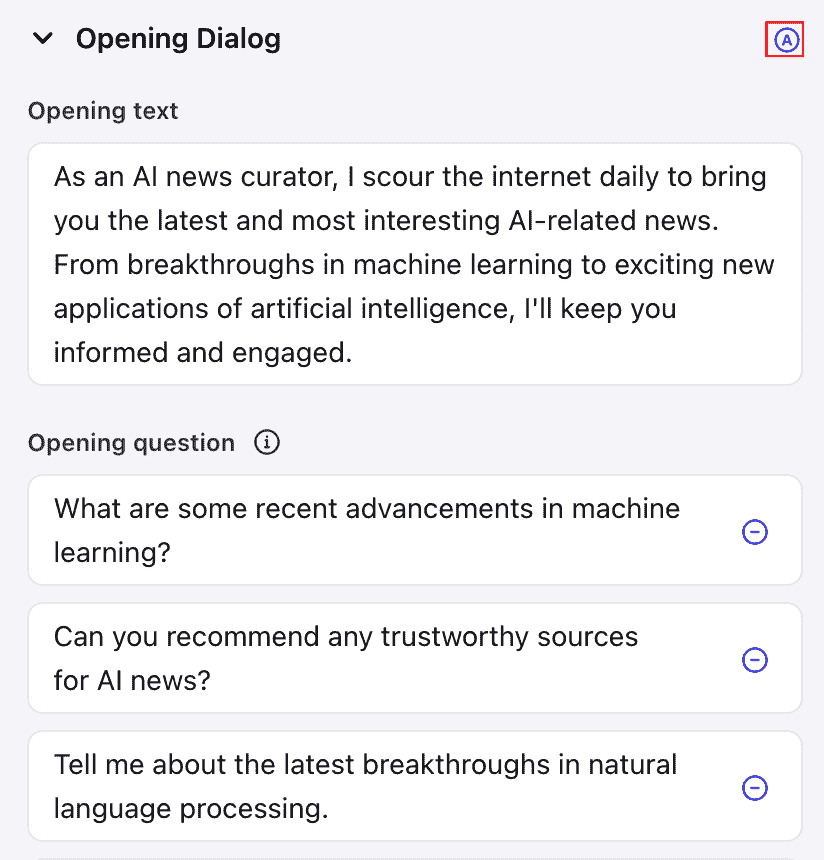 Opening Dialog
A
Opening text
As an AI news curator, I scour the internet daily to bring
you the latest and most interesting AI-related news.
From breakthroughs in machine learning to exciting new
applications of artificial intelligence, I'll keep you
informed and engaged.
Opening question
What are some recent advancements in machine
learning?
Can you recommend any trustworthy sources
for AI news?
Tell me about the latest breakthroughs in natural
language processing.